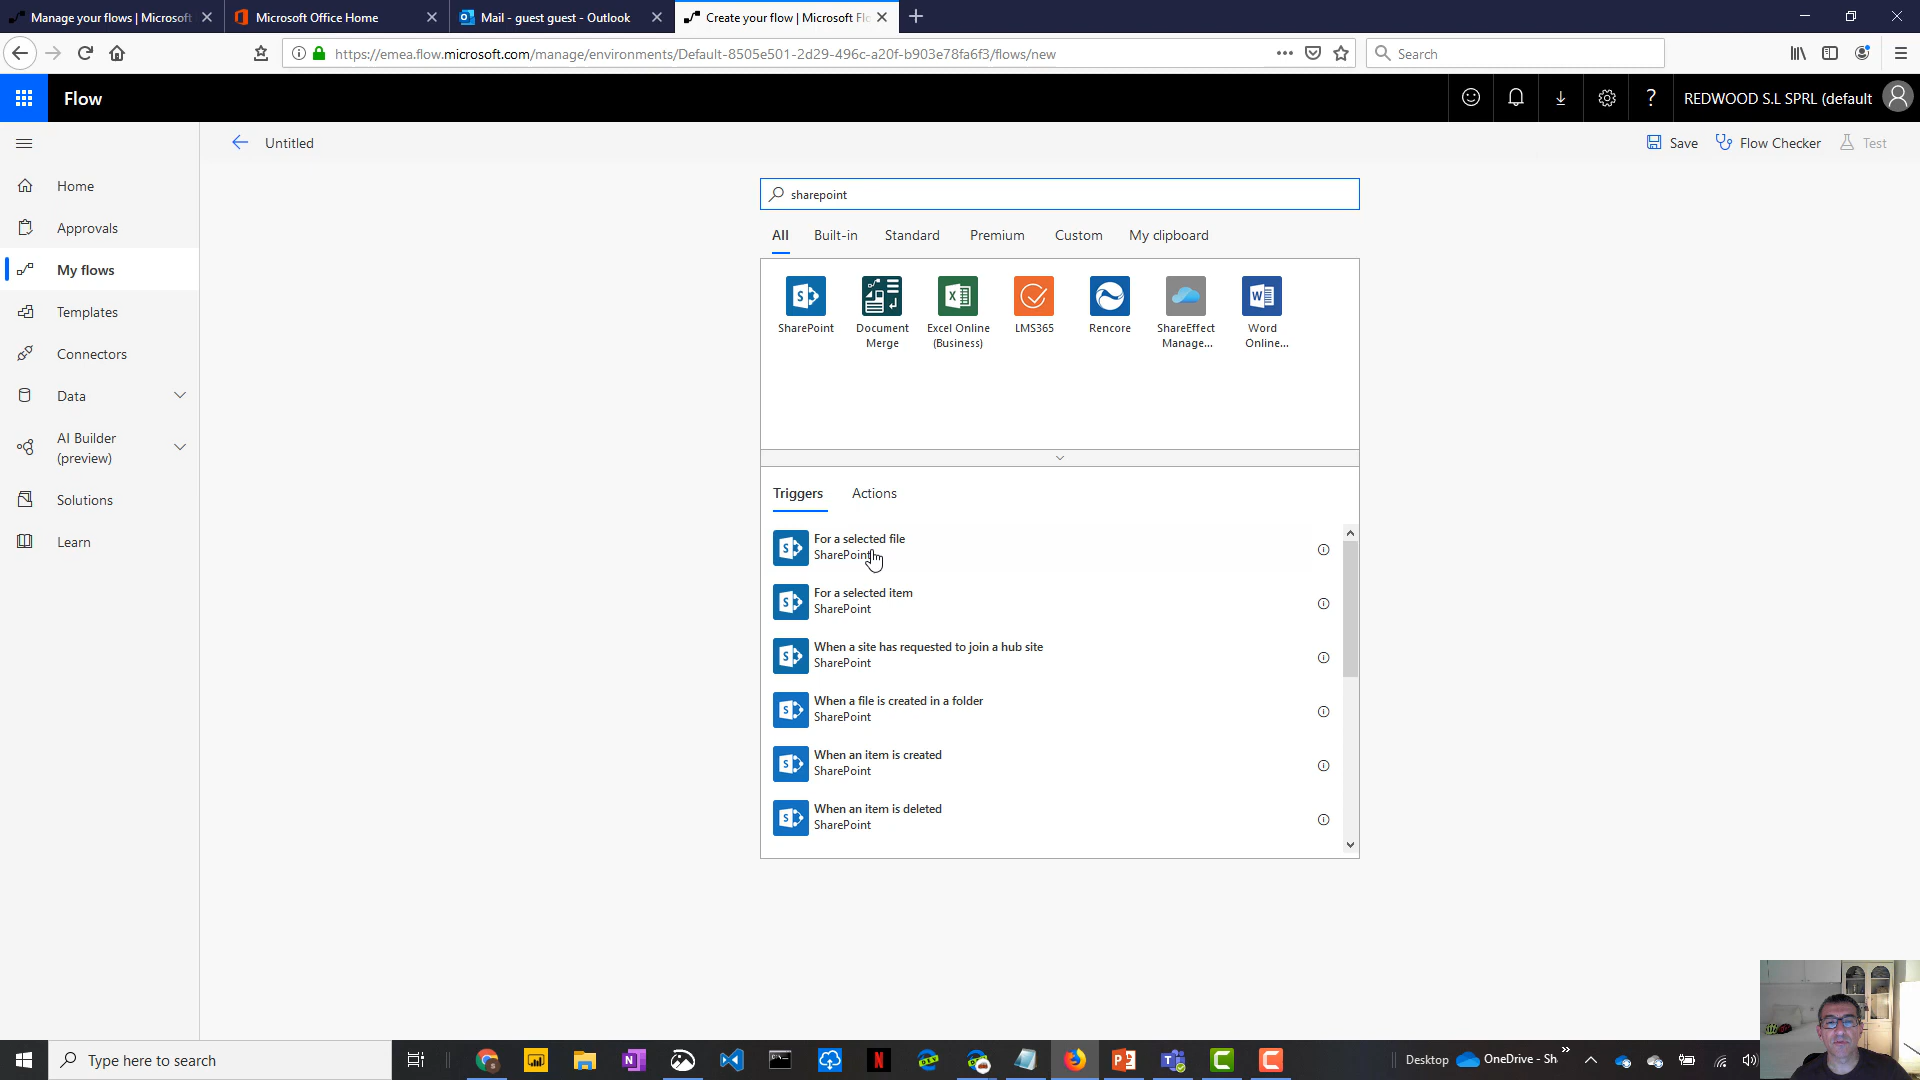 Manage your flows | Microsoft
Microsoft Office Home
Mail - guest guest - Outlook
Create your flow | Microsoft Flo
https://emea.flow.microsoft.com/manage/environments/Default-8505e501-2d29-496c-a20f-b903e78fa6f3/flows/new
Search
Flow
REDWOOD S.L SPRL (default
Untitled
Save
Flow Checker
Test
Home
Approvals
My flows
Templates
Connectors
Data
AI Builder
(preview)
Solutions
Learn
sharepoint
All
Built-in
Standard
Premium
Custom
My clipboard
SharePoint
Document
Merge
Excel Online
(Business)
LMS365
Rencore
ShareEffect
Manage...
Word
Online...
Triggers
Actions
For a selected file
SharePoint
For a selected item
SharePoint
When a site has requested to join a hub site
SharePoint
When a file is created in a folder
SharePoint
When an item is created
SharePoint
When an item is deleted
SharePoint
Type here to search
Desktop
OneDrive - Sh